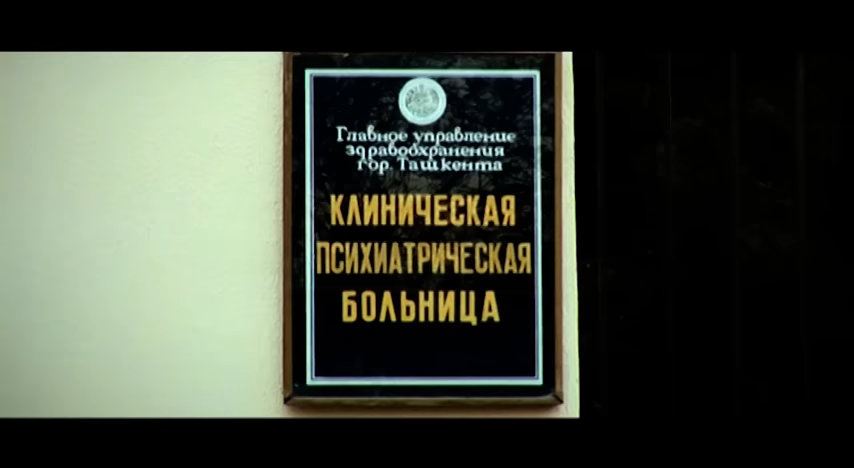 Главное управление
здравоохранения
гор. Ташкента
КЛИНИЧЕСКАЯ
ПСИХИАТРИЧЕСКАЯ
БОЛЬНИЦА